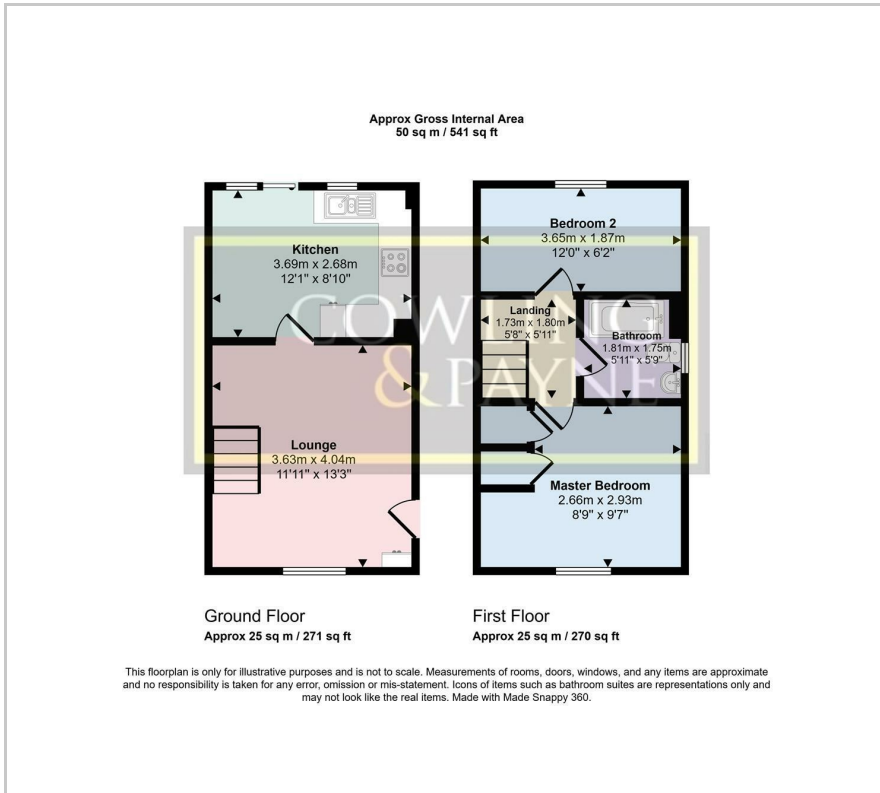 Approx Gross Internal Area
50 sq m / 541 sq ft
Kitchen
3.69m x 2.68m
12'1" x 8'10"
Lounge
3.63m x 4.04m
11'11" x 13'3"
Ground Floor
Approx 25 sq m / 271 sq ft
Bedroom 2
3.65m x 1.87m
12'0" x 6'2"
Landing
1.73m x 1.80m
5'8" x 5'11"
Bathroom
1.81m x 1.75m
5'11" x 5'9"
Master Bedroom
2.66m x 2.93m
8'9" x 9'7"
First Floor
Approx 25 sq m / 270 sq ft
COWLING
&PAYNE
This floorplan is only for illustrative purposes and is not to scale. Measurements of rooms, doors, windows, and any items are approximate
and no responsibility is taken for any error, omission or mis-statement. Icons of items such as bathroom suites are representations only and
may not look like the real items. Made with Made Snappy 360.